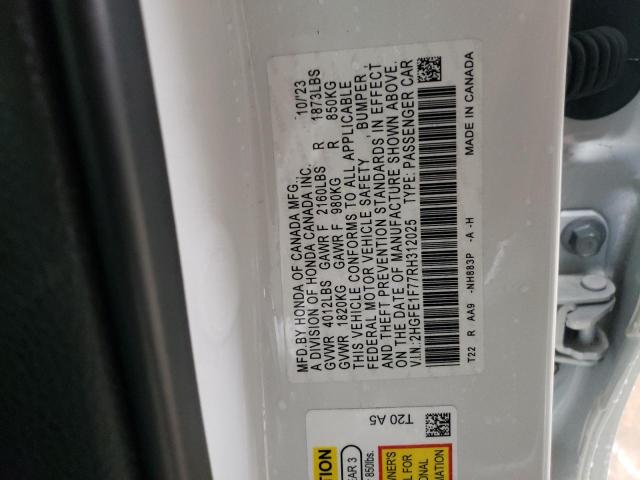 MFD.BY HONDA OF CANADA MFG., 10/'23
A DIVISION OF HONDA CANADA INC.
GVWR 4012LBS GAWR F 2160LBS R 1873LBS
GVWR 1820KG GAWR F 980KG R 850KG
THIS VEHICLE CONFORMS TO ALL APPLICABLE
FEDERAL MOTOR VEHICLE SAFETY , BUMPER ,
AND THEFT PREVENTION STANDARDS IN EFFECT
ON THE DATE OF MANUFACTURE SHOWN ABOVE.
V.I.N:2HGFE1F77RH312025 TYPE:PASSENGER CAR
T22 R AA9 -NH883P -A -H MADE IN CANADA
T20 A5
EAR 3
850lbs.